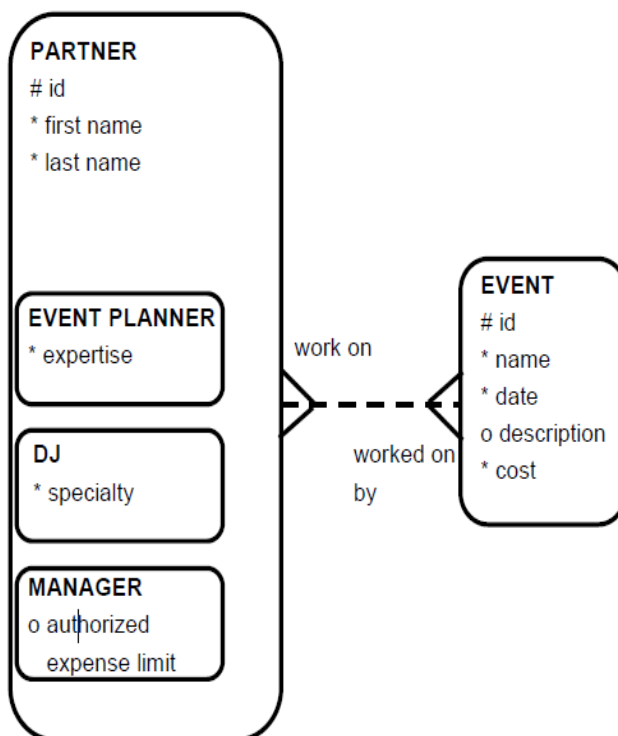 PARTNER
# id
* first name
* last name
EVENT PLANNER
* expertise
DJ
* specialty
MANAGER
o authorized
expense limit
work on
worked on
by
EVENT
# id
* name
* date
o description
* cost